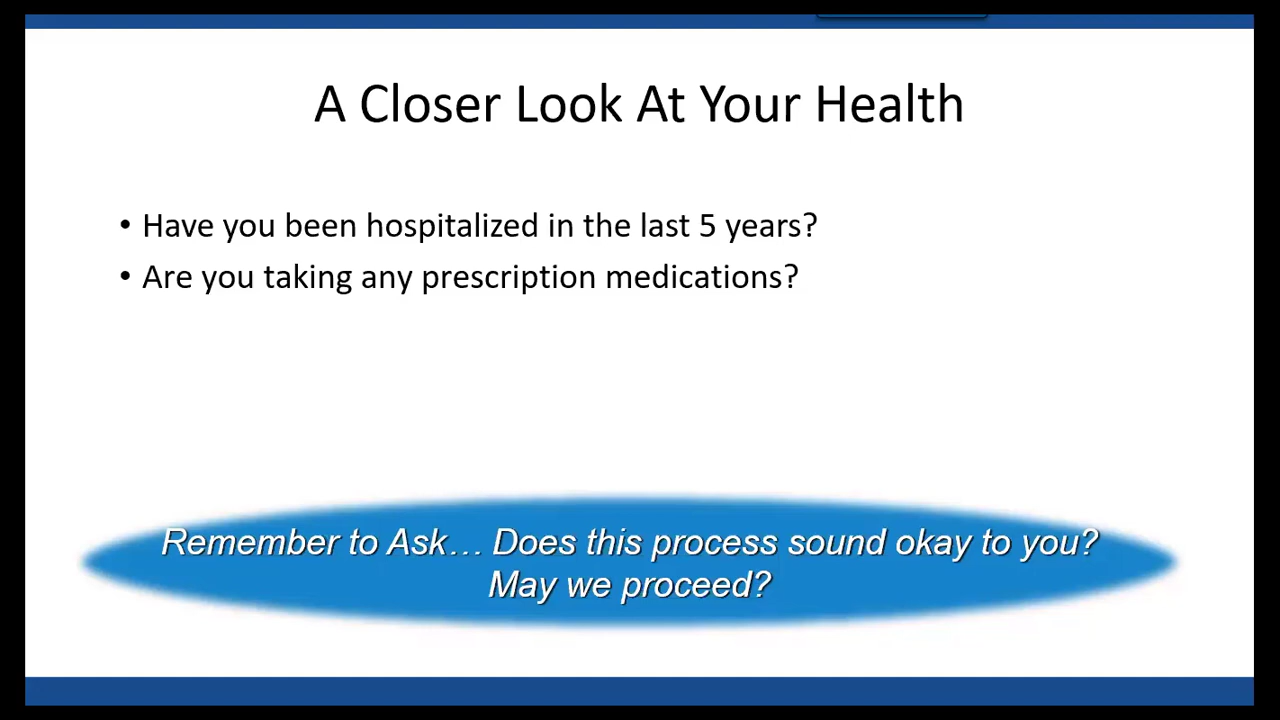 A Closer Look At Your Health
• Have you been hospitalized in the last 5 years?
• Are you taking any prescription medications?
Remember to Ask… Does this process sound okay to you?
May we proceed?